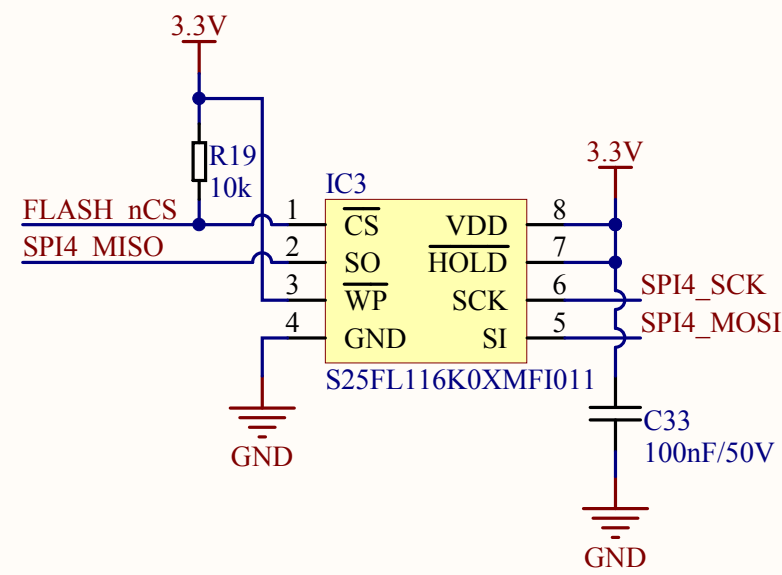 3.3V
R19
10k
3.3V
IC3
FLASH_nCS
1
CS
VDD
8
SPI4_MISO
2
SO
HOLD
7
3
WP
SCK
6
SPI4_SCK
4
GND
SI
5
SPI4_MOSI
S25FL116K0XMFI011
C33
100nF/50V
GND
GND